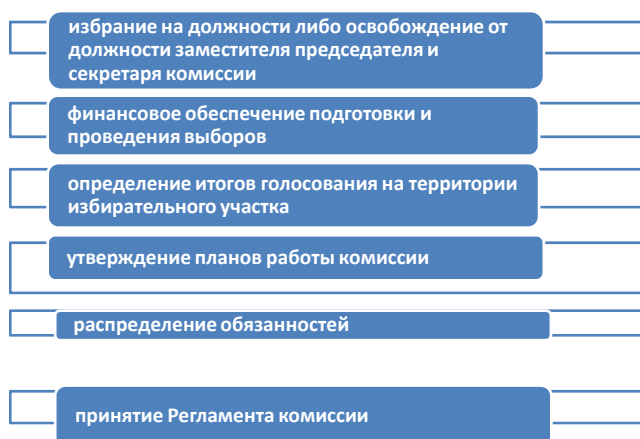 избрание на должности либо освобождение от
должности заместителя председателя и
секретаря комиссии
финансовое обеспечение подготовки и
проведения выборов
определение итогов голосования на территории
избирательного участка
утверждение планов работы комиссии
распределение обязанностей
принятие Регламента комиссии